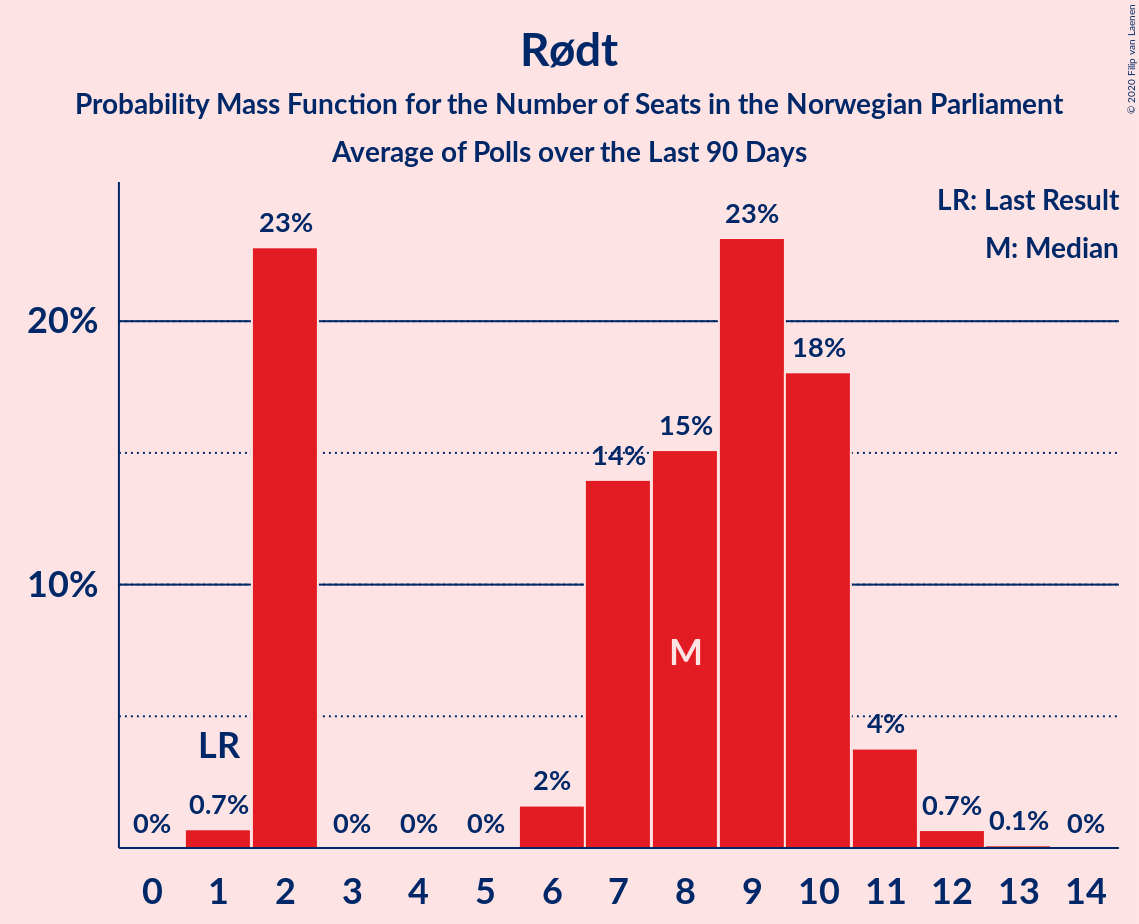 Rødt
Probability Mass Function for the Number of Seats in the Norwegian Parliament
Average of Polls over the Last 90 Days
© 2020 Filip van Laenen
LR: Last Result
M: Median
20%
10%
0%
0.7%
LR
23%
0%
0%
0%
2%
14%
15%
M
23%
18%
4%
0.7%
0.1%
0%
0 1 2 3 4 5 6 7 8 9 10 11 12 13 14